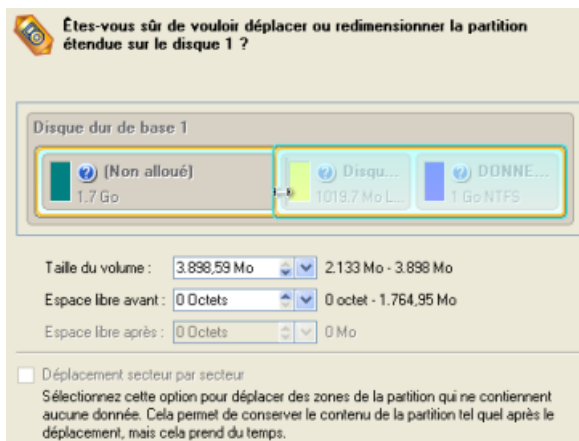 Êtes-vous sûr de vouloir déplacer ou redimensionner la partition
étendue sur le disque 1 ?
Disque dur de base 1
(Non alloué)
1.7 Go
Disqu...
1019.7 Mo L...
DONNE...
1 Go NTFS
Taille du volume : 3.898,59 Mo 2.133 Mo - 3.898 Mo
Espace libre avant : 0 Octets 0 octet - 1.764,95 Mo
Espace libre après : 0 Octets 0 Mo
Déplacement secteur par secteur
Sélectionnez cette option pour déplacer des zones de la partition qui ne contiennent
aucune donnée. Cela permet de conserver le contenu de la partition tel quel après le
déplacement, mais cela prend du temps.